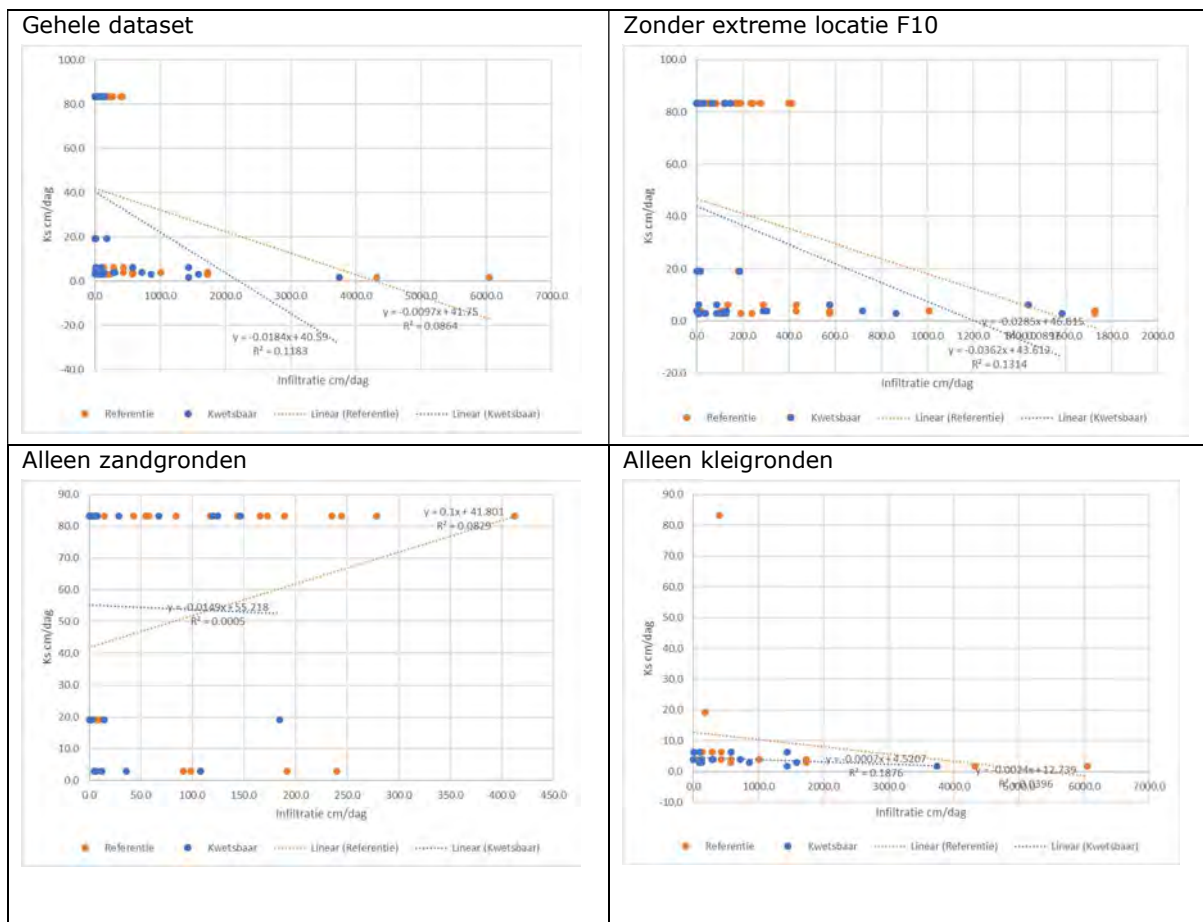 Gehele dataset
100.0
80.0
60.0
40.0
20.0
0.0
-20.0
-40.0
Ks cm/dag
0.0 1000.0 2000.0 3000.0 4000.0 5000.0 6000.0 7000.0
y = -0.0097x+41.75
R² = 0.0864
y = -0.0184x+40.59
R² = 0.1183
Infiltratie cm/dag
Referentie Kwetsbaar Linear (Referentie) Linear (Kwetsbaar)
Zonder extreme locatie F10
100.0
80.0
60.0
40.0
20.0
0.0
-20.0
Ks cm/dag
0.0 200.0 400.0 600.0 800.0 1000.0 1200.0 1800.0 2000.0
y = -0.0285x+46.615
y = -0.0362x+43.619
R² = 0.1314
Infiltratie cm/dag
Referentie Kwetsbaar Linear (Referentie) Linear (Kwetsbaar)
Alleen zandgronden
90.0
80.0
70.0
60.0
50.0
40.0
30.0
20.0
10.0
0.0
Ks cm/dag
0.0 50.0 100.0 150.0 200.0 250.0 300.0 350.0 400.0 450.0
y = 0.1x+41.801
R² = 0.0829
y = -0.0149x+55.218
R² = 0.0005
Infiltratie cm/dag
Referentie Kwetsbaar Linear (Referentie) Linear (Kwetsbaar)
Alleen kleigronden
90.0
80.0
70.0
60.0
50.0
40.0
30.0
20.0
10.0
0.0
-10.0
Ks cm/dag
0.0 1000.0 2000.0 3000.0 4000.0 5000.0 6000.0 7000.0
y = -0.0007x+4.5207
R² = 0.1876
y = -0.0024x+12.739
R² = 0.0396
Infiltratie cm/dag
Referentie Kwetsbaar Linear (Referentie) Linear (Kwetsbaar)